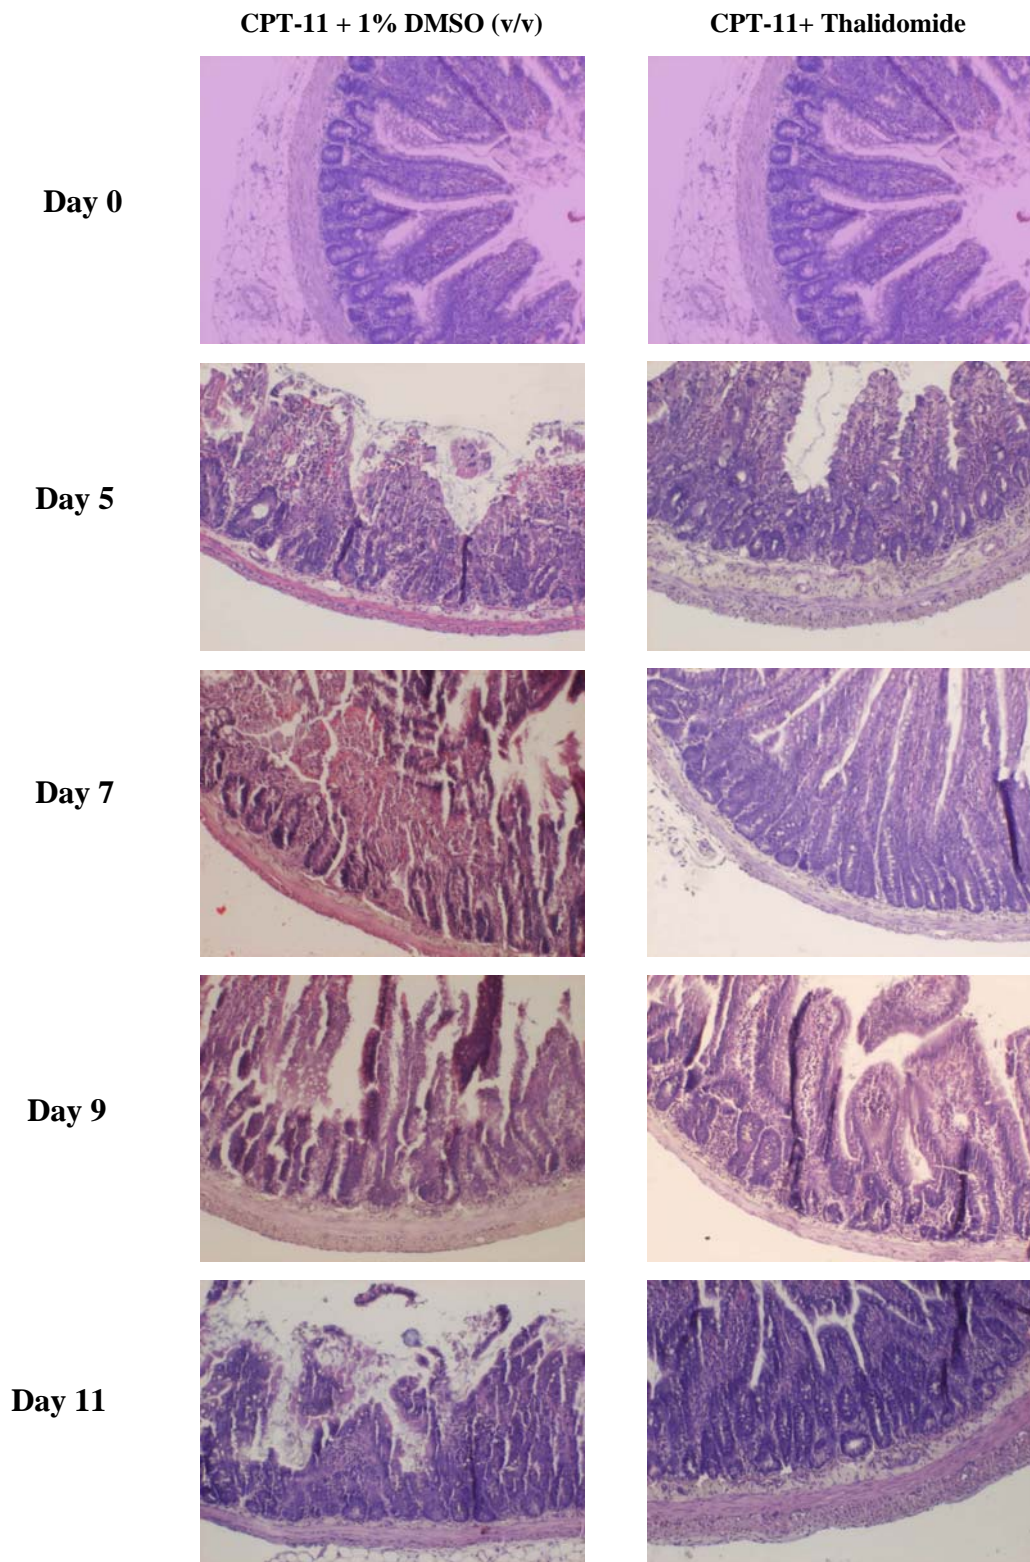 CPT-11 + 1% DMSO (v/v)
CPT-11+ Thalidomide
Day 0
Day 5
Day 7
Day 9
Day 11